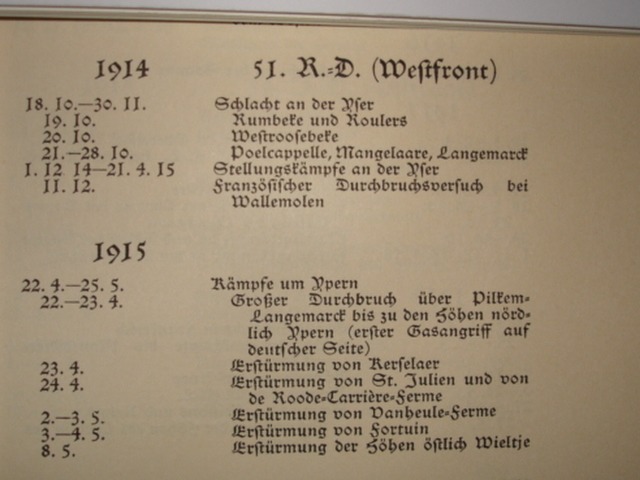 1914 51. R.-D. (Westfront)
18. 10.—30. 11. Schlacht an der Yser
19. 10. Rumbeke und Roulers
20. 10. Westroosebeke
21.—28. 10. Poelcappelle, Mangelaare, Langemarck
1. 12 14—21. 4. 15 Stellungskämpfe an der Yser
11. 12. Französischer Durchbruchsversuch bei
Wallemolen
1915
22. 4.—25. 5. Kämpfe um Ypern
22.—23. 4. Großer Durchbruch über Pilkem-
Langemarck bis zu den Höhen nörd-
lich Ypern (erster Gasangriff auf
deutscher Seite)
23. 4. Erstürmung von Kerselaer
24. 4. Erstürmung von St. Julien und von
de Roode-Carrière-Ferme
2.—3. 5. Erstürmung von Vanheule-Ferme
3.—4. 5. Erstürmung von Fortuin
8. 5. Erstürmung der Höhen östlich Wieltje